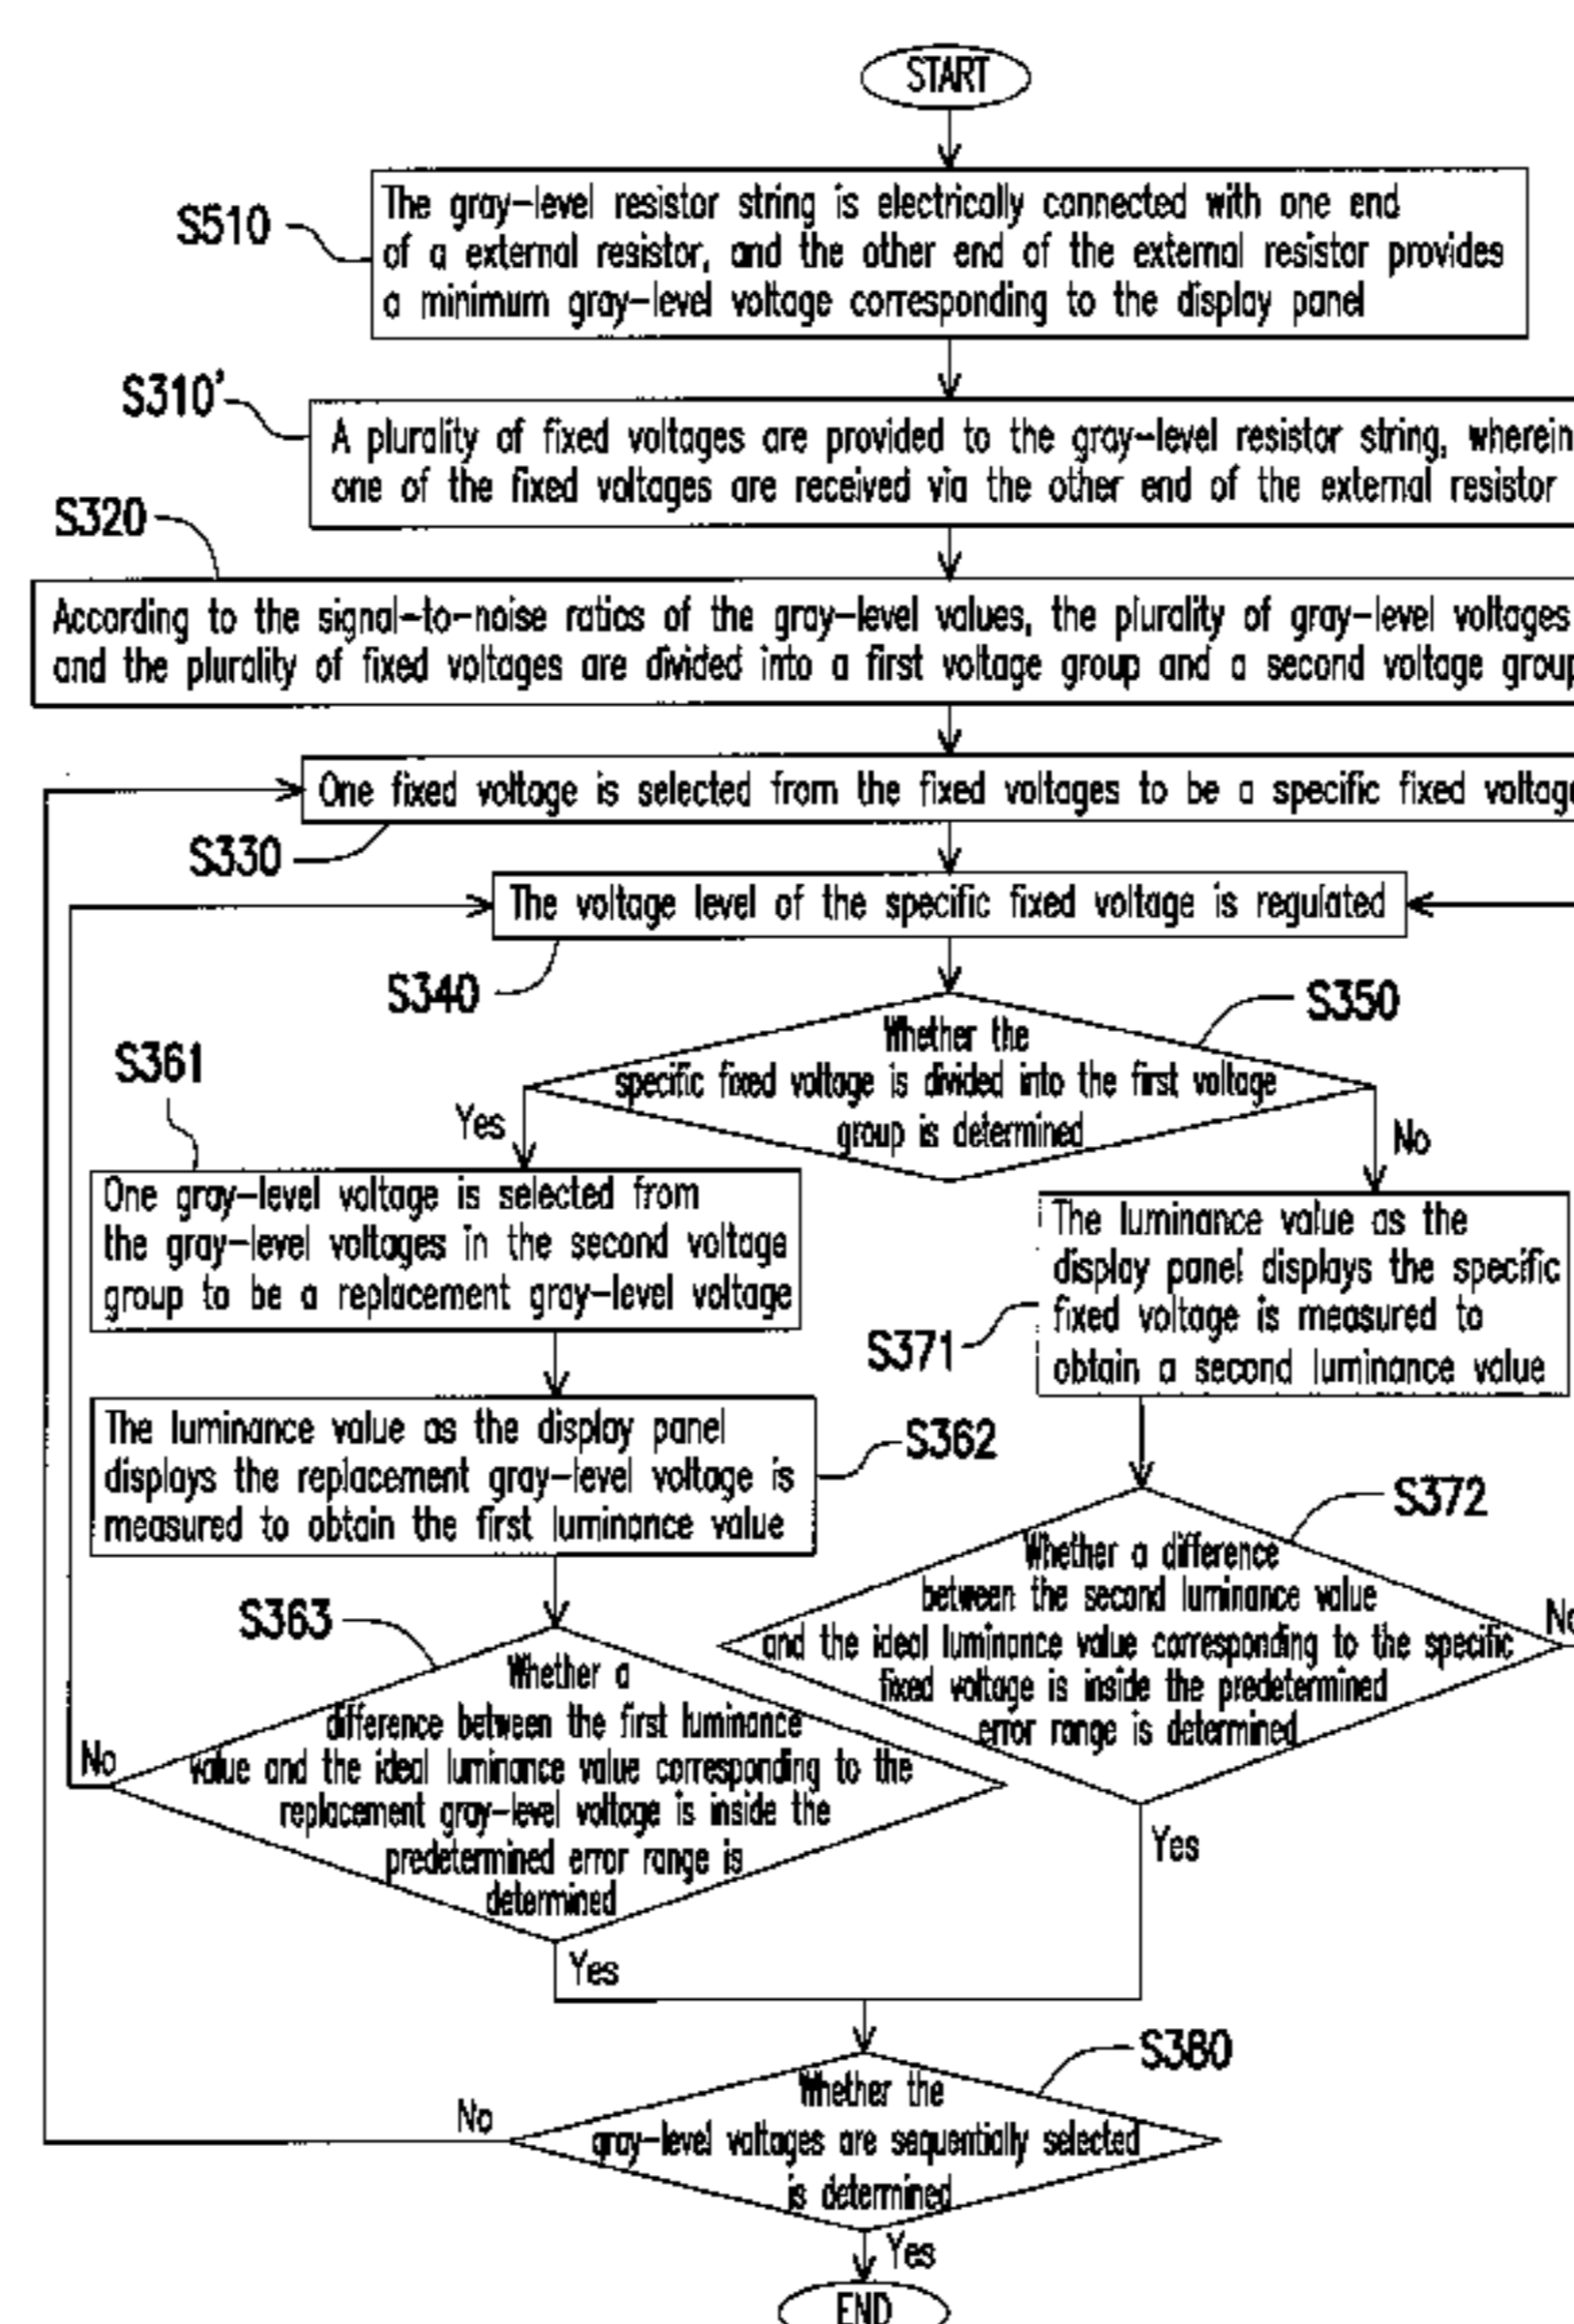 START
S510
The gray-level resistor string is electrically connected with one end
of a external resistor, and the other end of the external resistor provides
a minimum gray-level voltage corresponding to the display panel
S310'
A plurality of fixed voltages are provided to the gray-level resistor string, wherein
one of the fixed voltages are received via the other end of the external resistor
S320
According to the signal-to-noise ratios of the gray-level values, the plurality of gray-level voltages
and the plurality of fixed voltages are divided into a first voltage group and a second voltage group
One fixed voltage is selected from the fixed voltages to be a specific fixed voltage
S330
The voltage level of the specific fixed voltage is regulated
S340
S350
Whether the
specific fixed voltage is divided into the first voltage
group is determined
Yes
No
S361
One gray-level voltage is selected from
the gray-level voltages in the second voltage
group to be a replacement gray-level voltage
The luminance value as the
display panel displays the specific
fixed voltage is measured to
obtain a second luminance value
S371
The luminance value as the display panel
displays the replacement gray-level voltage is
measured to obtain the first luminance value
S362
S372
Whether a difference
between the second luminance value
and the ideal luminance value corresponding to the specific
fixed voltage is inside the predetermined
error range is determined
No
Yes
S363
Whether a
difference between the first luminance
value and the ideal luminance value corresponding to the
replacement gray-level voltage is inside the
predetermined error range is
determined
No
Yes
S380
Whether the
gray-level voltages are sequentially selected
is determined
No
Yes
END